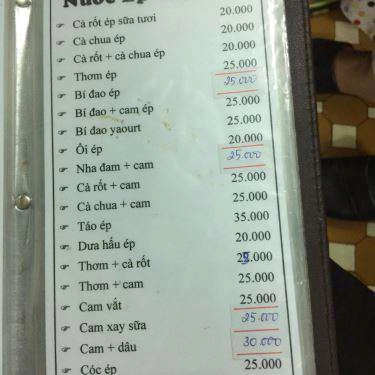 Nước Ép
Cà rốt ép sữa tươi 20.000
Cà chua ép 20.000
Cà rốt + cà chua ép 20.000
Thơm ép 25.000
Bí đao ép 25.000
Bí đao + cam ép 25.000
Bí đao yaourt 25.000
Ổi ép 20.000
Nha đam + cam 25.000
Cà rốt + cam 25.000
Cà chua + cam 25.000
Táo ép 35.000
Dưa hấu ép 20.000
Thơm + cà rốt
Thơm + cam 25.000
Cam vắt 25.000
Cam xay sữa 25.000
Cam + dâu 30.000
Cóc ép 25.000